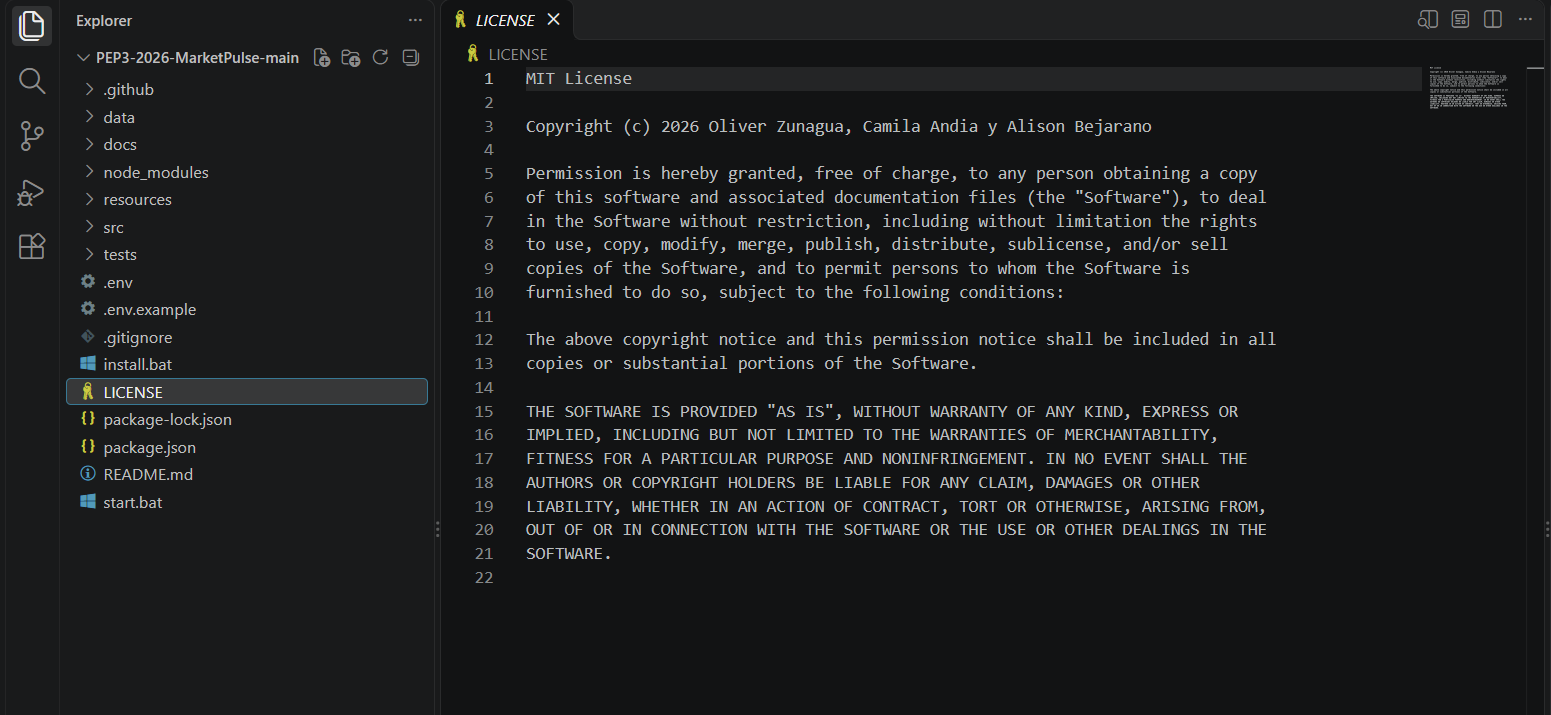 Explorer
PEP3-2026-MarketPulse-main
.github
data
docs
node_modules
resources
src
tests
.env
.env.example
.gitignore
install.bat
LICENSE
package-lock.json
package.json
README.md
start.bat
LICENSE
LICENSE
1 MIT License
2
3 Copyright (c) 2026 Oliver Zunagua, Camila Andia y Alison Bejarano
4
5 Permission is hereby granted, free of charge, to any person obtaining a copy
6 of this software and associated documentation files (the "Software"), to deal
7 in the Software without restriction, including without limitation the rights
8 to use, copy, modify, merge, publish, distribute, sublicense, and/or sell
9 copies of the Software, and to permit persons to whom the Software is
10 furnished to do so, subject to the following conditions:
11
12 The above copyright notice and this permission notice shall be included in all
13 copies or substantial portions of the Software.
14
15 THE SOFTWARE IS PROVIDED "AS IS", WITHOUT WARRANTY OF ANY KIND, EXPRESS OR
16 IMPLIED, INCLUDING BUT NOT LIMITED TO THE WARRANTIES OF MERCHANTABILITY,
17 FITNESS FOR A PARTICULAR PURPOSE AND NONINFRINGEMENT. IN NO EVENT SHALL THE
18 AUTHORS OR COPYRIGHT HOLDERS BE LIABLE FOR ANY CLAIM, DAMAGES OR OTHER
19 LIABILITY, WHETHER IN AN ACTION OF CONTRACT, TORT OR OTHERWISE, ARISING FROM,
20 OUT OF OR IN CONNECTION WITH THE SOFTWARE OR THE USE OR OTHER DEALINGS IN THE
21 SOFTWARE.
22